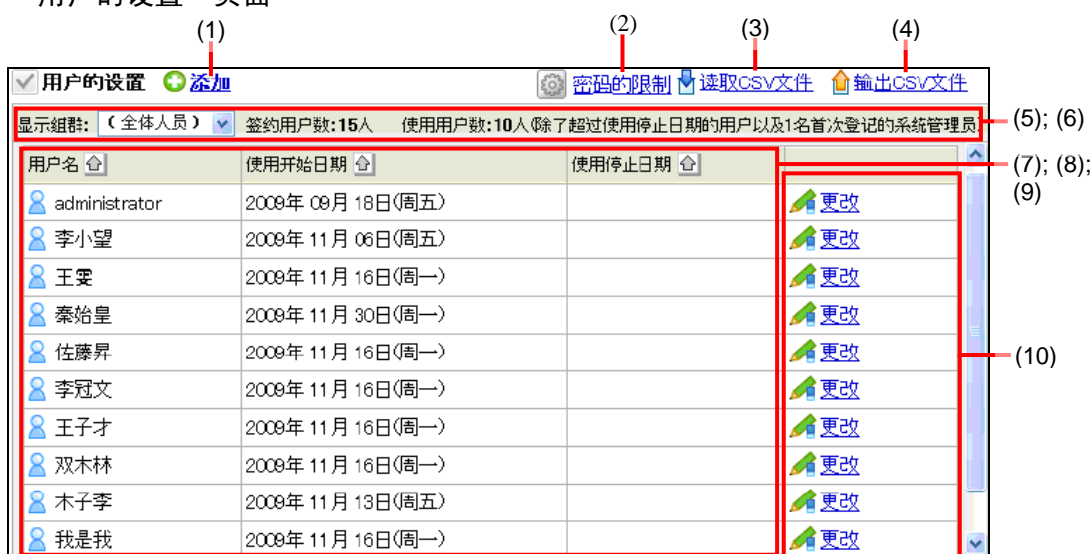 (1) (2) (3) (4)
用户的设置 添加 密码的限制 读取CSV文件 输出CSV文件
显示组群: (全体人员) 签约用户数:15人 使用用户数:10人(除了超过使用停止日期的用户以及1名首次登记的系统管理员 (5); (6)
用户名 使用开始日期 使用停止日期 (7); (8);
(9)
administrator 2009年 09月 18日(周五) 更改
李小望 2009年 11月 06日(周五) 更改
王雯 2009年 11月 16日(周一) 更改
秦始皇 2009年 11月 30日(周一) 更改
佐藤昇 2009年 11月 16日(周一) 更改 (10)
李冠文 2009年 11月 16日(周一) 更改
王子才 2009年 11月 16日(周一) 更改
双木林 2009年 11月 16日(周一) 更改
木子李 2009年 11月 13日(周五) 更改
我是我 2009年 11月 16日(周一) 更改